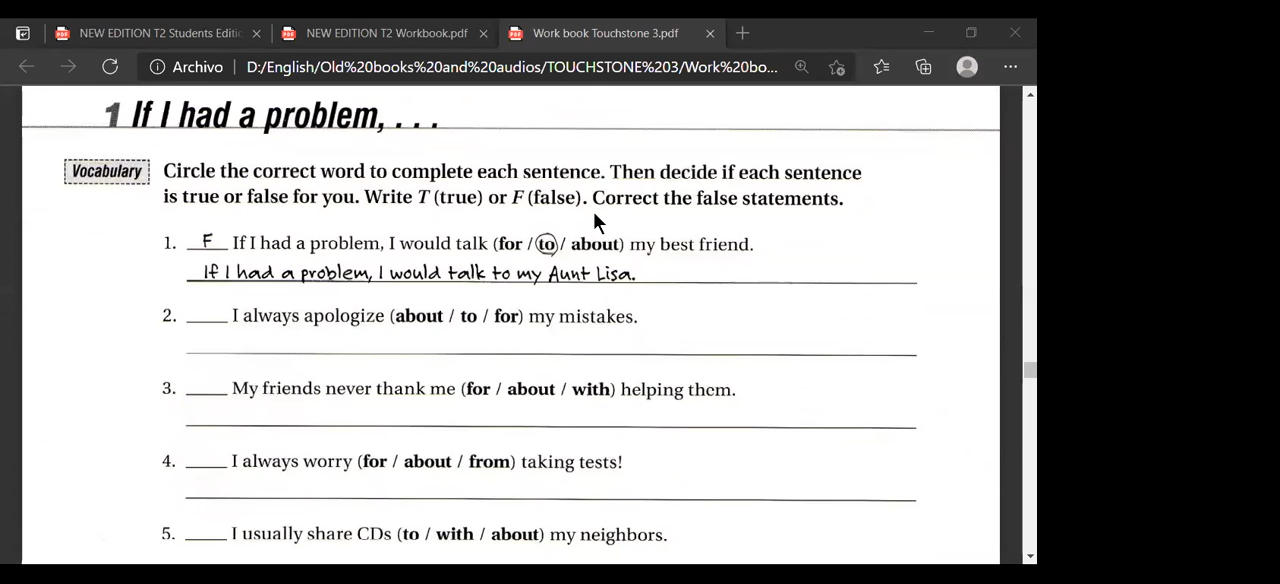 NEW EDITION T2 Students Editic
NEW EDITION T2 Workbook.pdf
Work book Touchstone 3.pdf
Archivo | D:/English/Old%20books%20and%20audios/TOUCHSTONE%203/Work%20bo...
1 If I had a problem, . . .
Vocabulary Circle the correct word to complete each sentence. Then decide if each sentence
is true or false for you. Write T (true) or F (false). Correct the false statements.
1. F If I had a problem, I would talk (for / to / about) my best friend.
If I had a problem, I would talk to my Aunt Lisa.
2. ____ I always apologize (about / to / for) my mistakes.
3. ____ My friends never thank me (for / about / with) helping them.
4. ____ I always worry (for / about / from) taking tests!
5. ____ I usually share CDs (to / with / about) my neighbors.